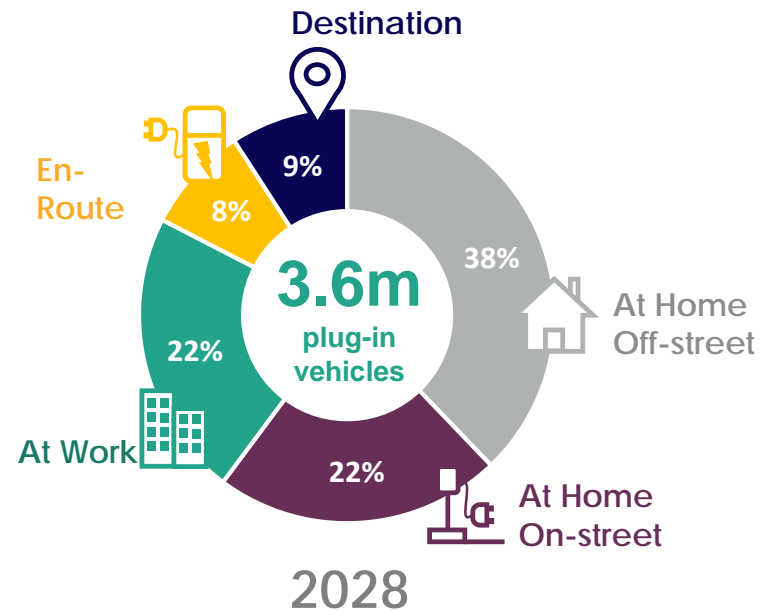 Destination
En-
Route
9%
8%
38%
3.6m
plug-in
vehicles
At Home
Off-street
22%
At Work
22%
At Home
On-street
2028